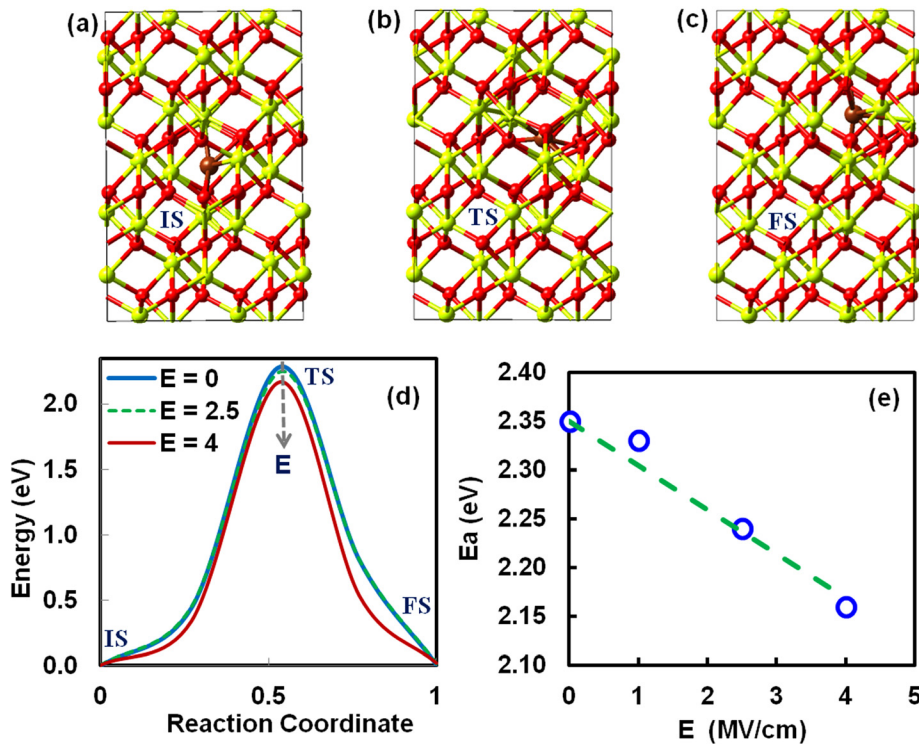 (a)
(b)
(c)
IS
TS
FS
E = 0
E = 2.5
E = 4
TS
(d)
E
IS
FS
2.0
1.5
1.0
0.5
0.0
Energy (eV)
0
0.5
1
Reaction Coordinate
(e)
2.40
2.35
2.30
2.25
2.20
2.15
2.10
Ea (eV)
0
1
2
3
4
5
E (MV/cm)